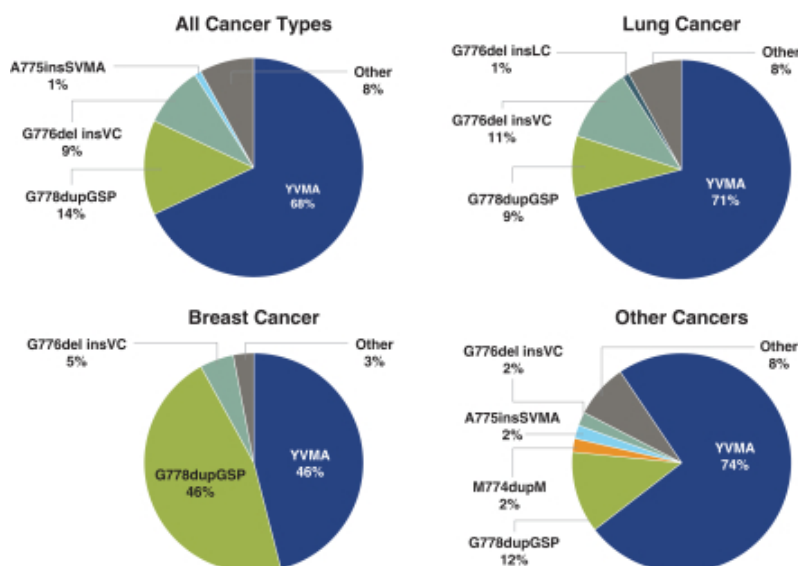 All Cancer Types
A775insSVMA
1%
Other
8%
G776del insVC
9%
G778dupGSP
14%
YVMA
68%
Lung Cancer
G776del insLC
1%
Other
8%
G776del insVC
11%
G778dupGSP
9%
YVMA
71%
Breast Cancer
G776del insVC
5%
Other
3%
G778dupGSP
46%
YVMA
46%
Other Cancers
G776del insVC
2%
Other
8%
A775insSVMA
2%
M774dupM
2%
G778dupGSP
12%
YVMA
74%